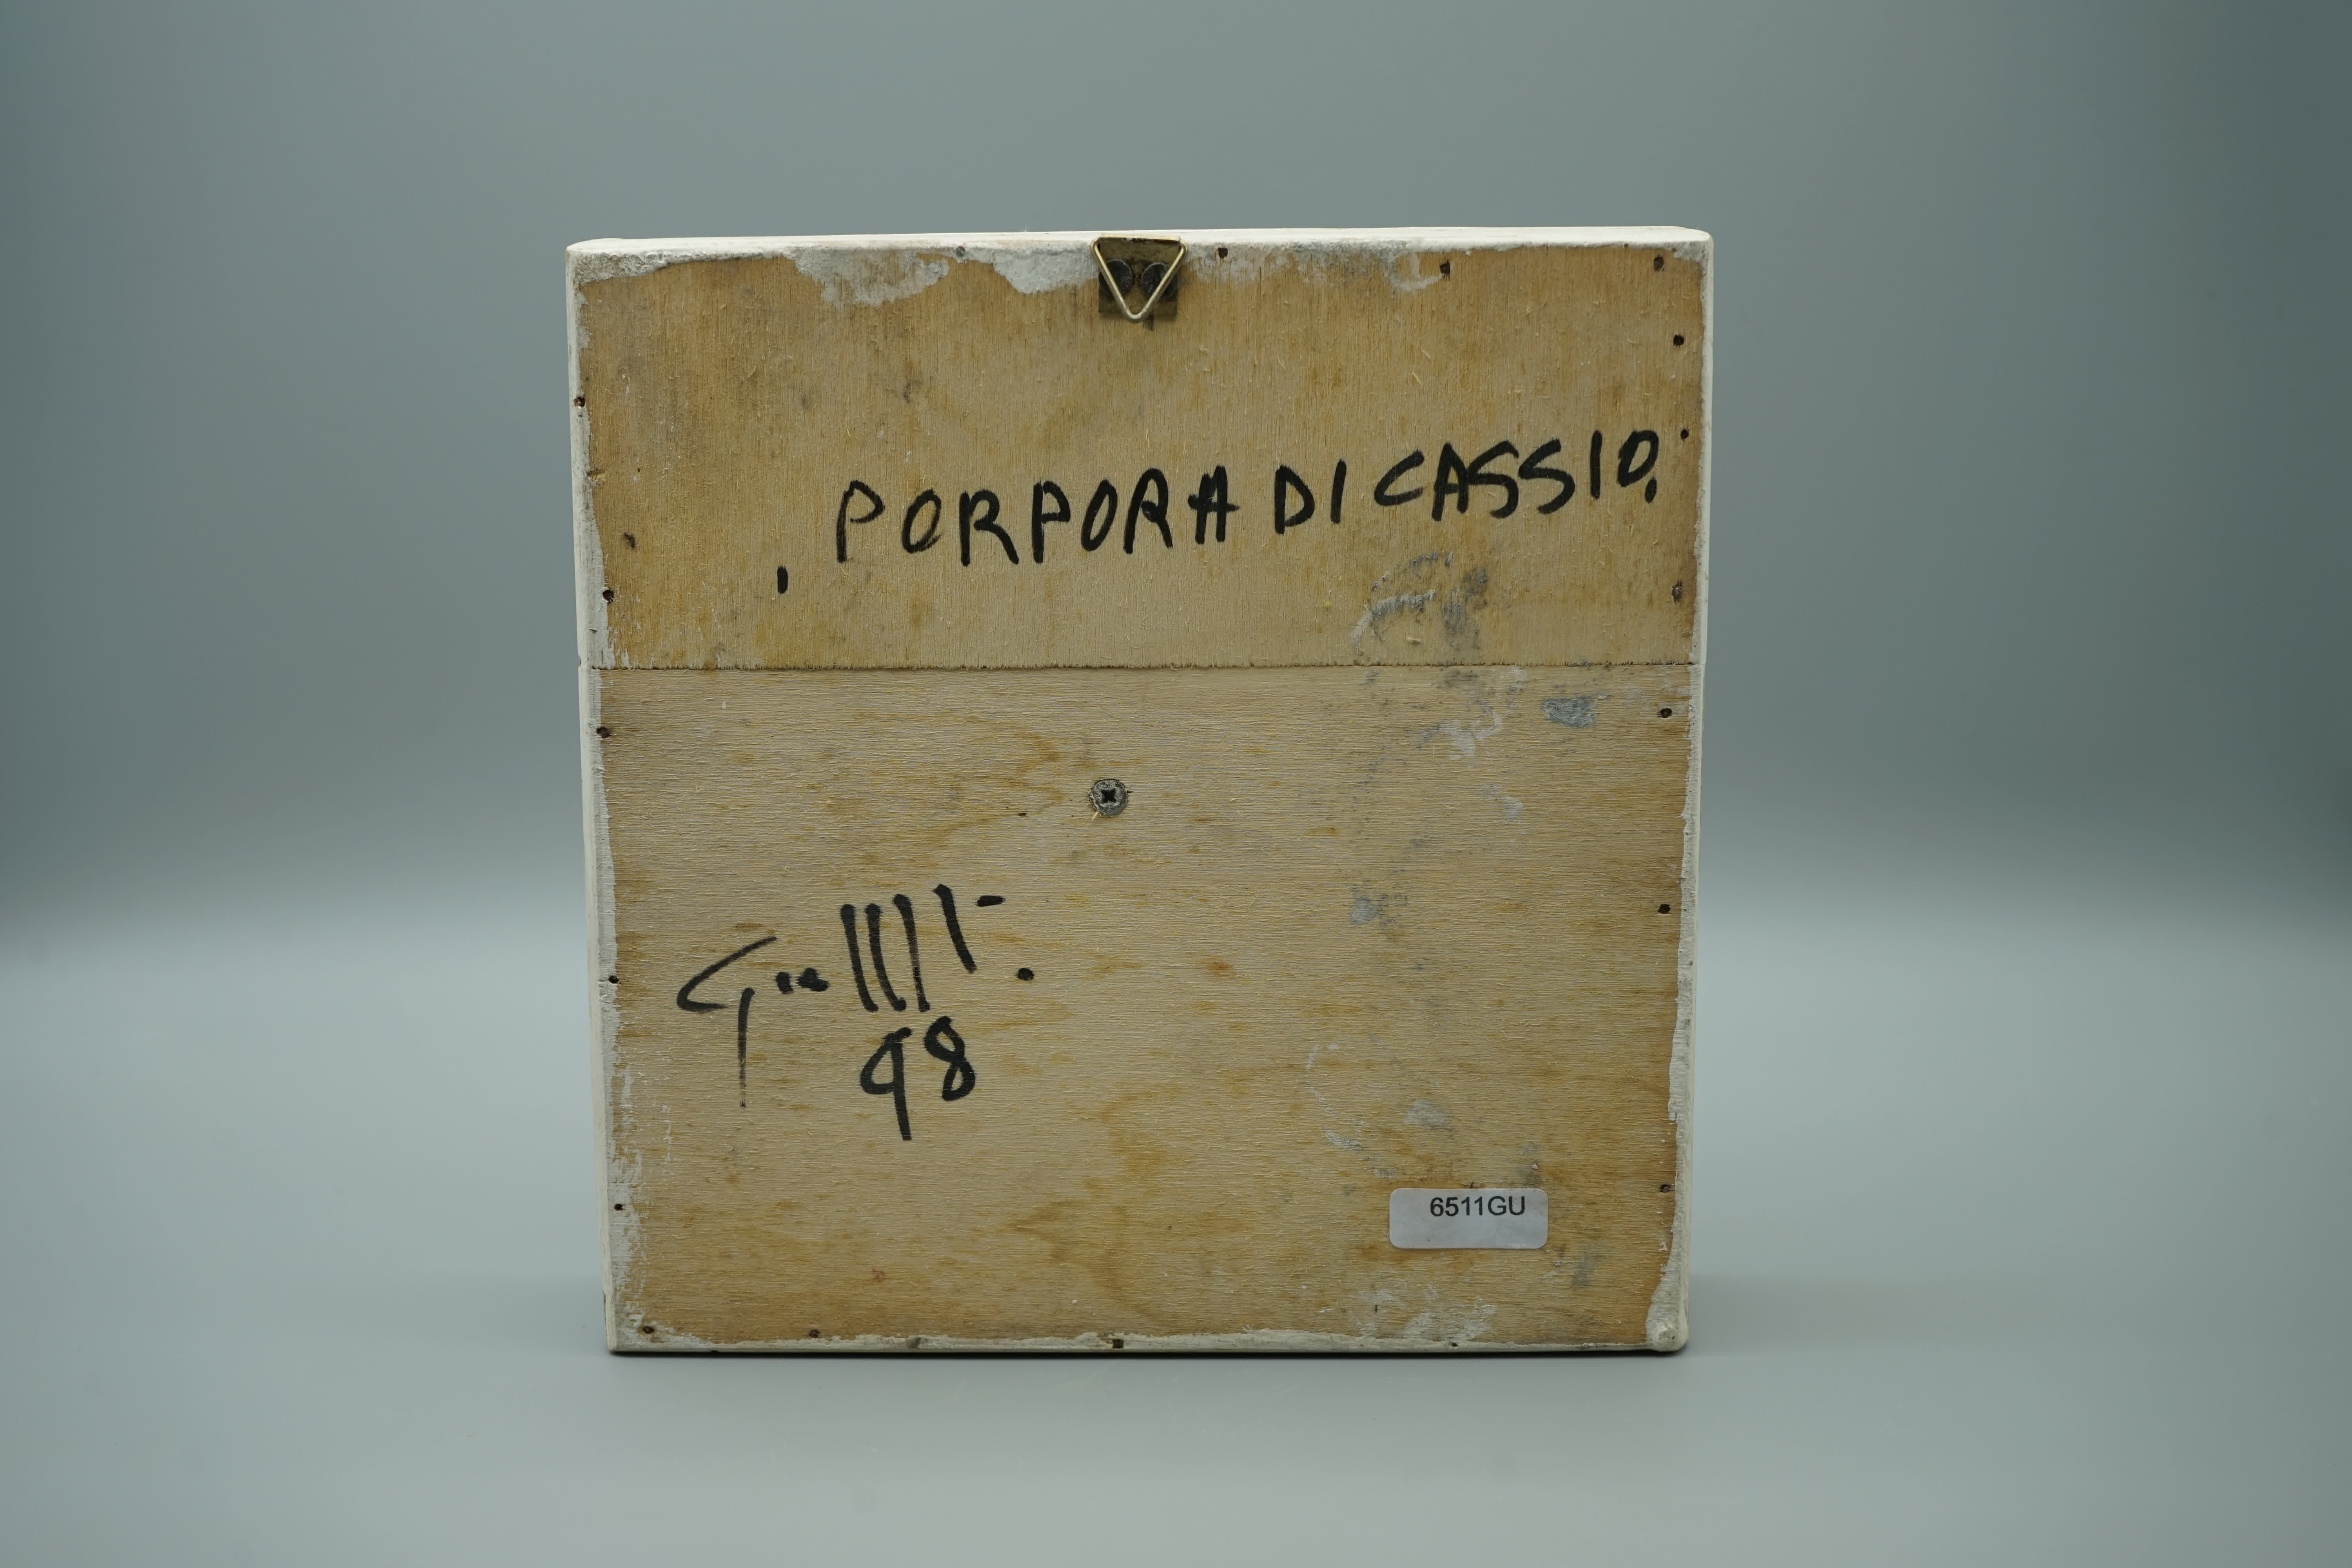 , PORPORA DI CASSIO,
98
6511GU